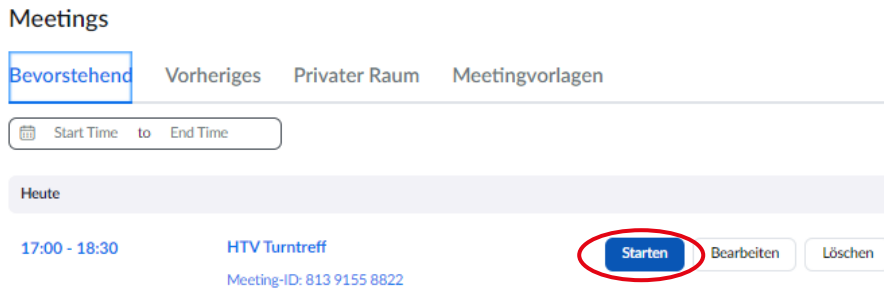 Meetings
Bevorstehend Vorheriges Privater Raum Meetingvorlagen
Start Time to End Time
Heute
17:00 - 18:30 HTV Turntreff Starten Bearbeiten Löschen
Meeting-ID: 813 9155 8822